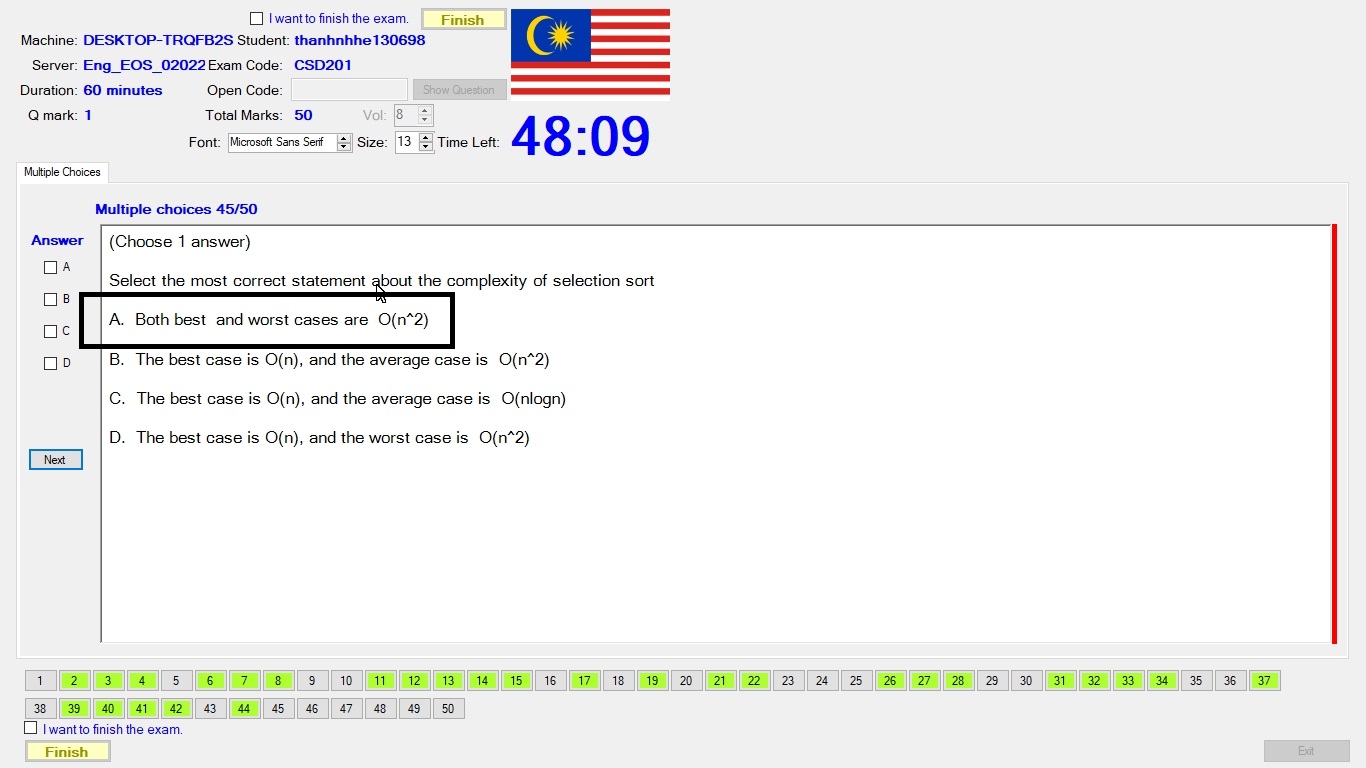 I want to finish the exam. Finish
Machine: DESKTOP-TRQFB2S Student: thanhnhhe130698
Server: Eng_EOS_02022 Exam Code: CSD201
Duration: 60 minutes Open Code: Show Question
Q mark: 1 Total Marks: 50 Vol: 8
Font: Microsoft Sans Serif Size: 13 Time Left: 48:09
Multiple Choices
Multiple choices 45/50
Answer
A
B
C
D
Next
(Choose 1 answer)
Select the most correct statement about the complexity of selection sort
A. Both best and worst cases are O(n^2)
B. The best case is O(n), and the average case is O(n^2)
C. The best case is O(n), and the average case is O(nlogn)
D. The best case is O(n), and the worst case is O(n^2)
1 2 3 4 5 6 7 8 9 10 11 12 13 14 15 16 17 18 19 20 21 22 23 24 25 26 27 28 29 30 31 32 33 34 35 36 37
38 39 40 41 42 43 44 45 46 47 48 49 50
I want to finish the exam.
Finish Exit